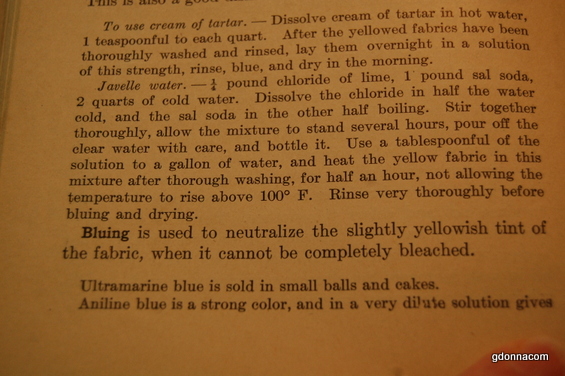 This is also a good
To use cream of tartar. — Dissolve cream of tartar in hot water,
1 teaspoonful to each quart. After the yellowed fabrics have been
thoroughly washed and rinsed, lay them overnight in a solution
of this strength, rinse, blue, and dry in the morning.
Javelle water. — ¼ pound chloride of lime, 1 pound sal soda,
2 quarts of cold water. Dissolve the chloride in half the water
cold, and the sal soda in the other half boiling. Stir together
thoroughly, allow the mixture to stand several hours, pour off the
clear water with care, and bottle it. Use a tablespoonful of the
solution to a gallon of water, and heat the yellow fabric in this
mixture after thorough washing, for half an hour, not allowing the
temperature to rise above 100° F. Rinse very thoroughly before
bluing and drying.
Bluing is used to neutralize the slightly yellowish tint of
the fabric, when it cannot be completely bleached.
Ultramarine blue is sold in small balls and cakes.
Aniline blue is a strong color, and in a very dilute solution gives
gdonnacom